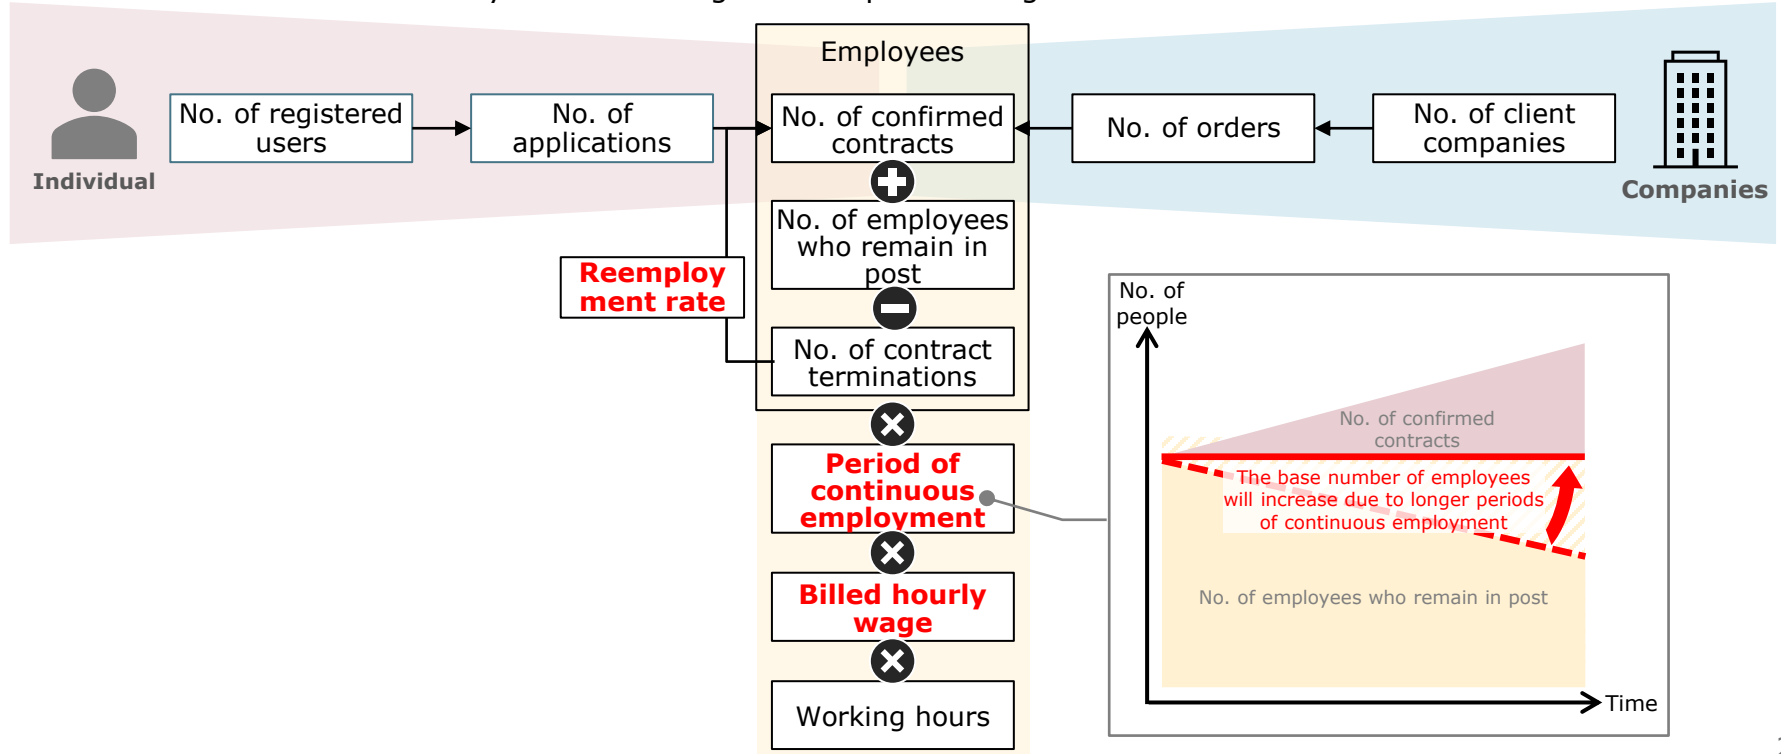 Employees
No. of registered
users
No. of
applications
No. of confirmed
contracts
No. of orders
No. of client
companies
Individual
Companies
No. of employees
who remain in
post
Reemploy
ment rate
No. of contract
terminations
Period of
continuous
employment
Billed hourly
wage
Working hours
No. of
people
No. of confirmed
contracts
The base number of employees
will increase due to longer periods
of continuous employment
No. of employees who remain in post
Time